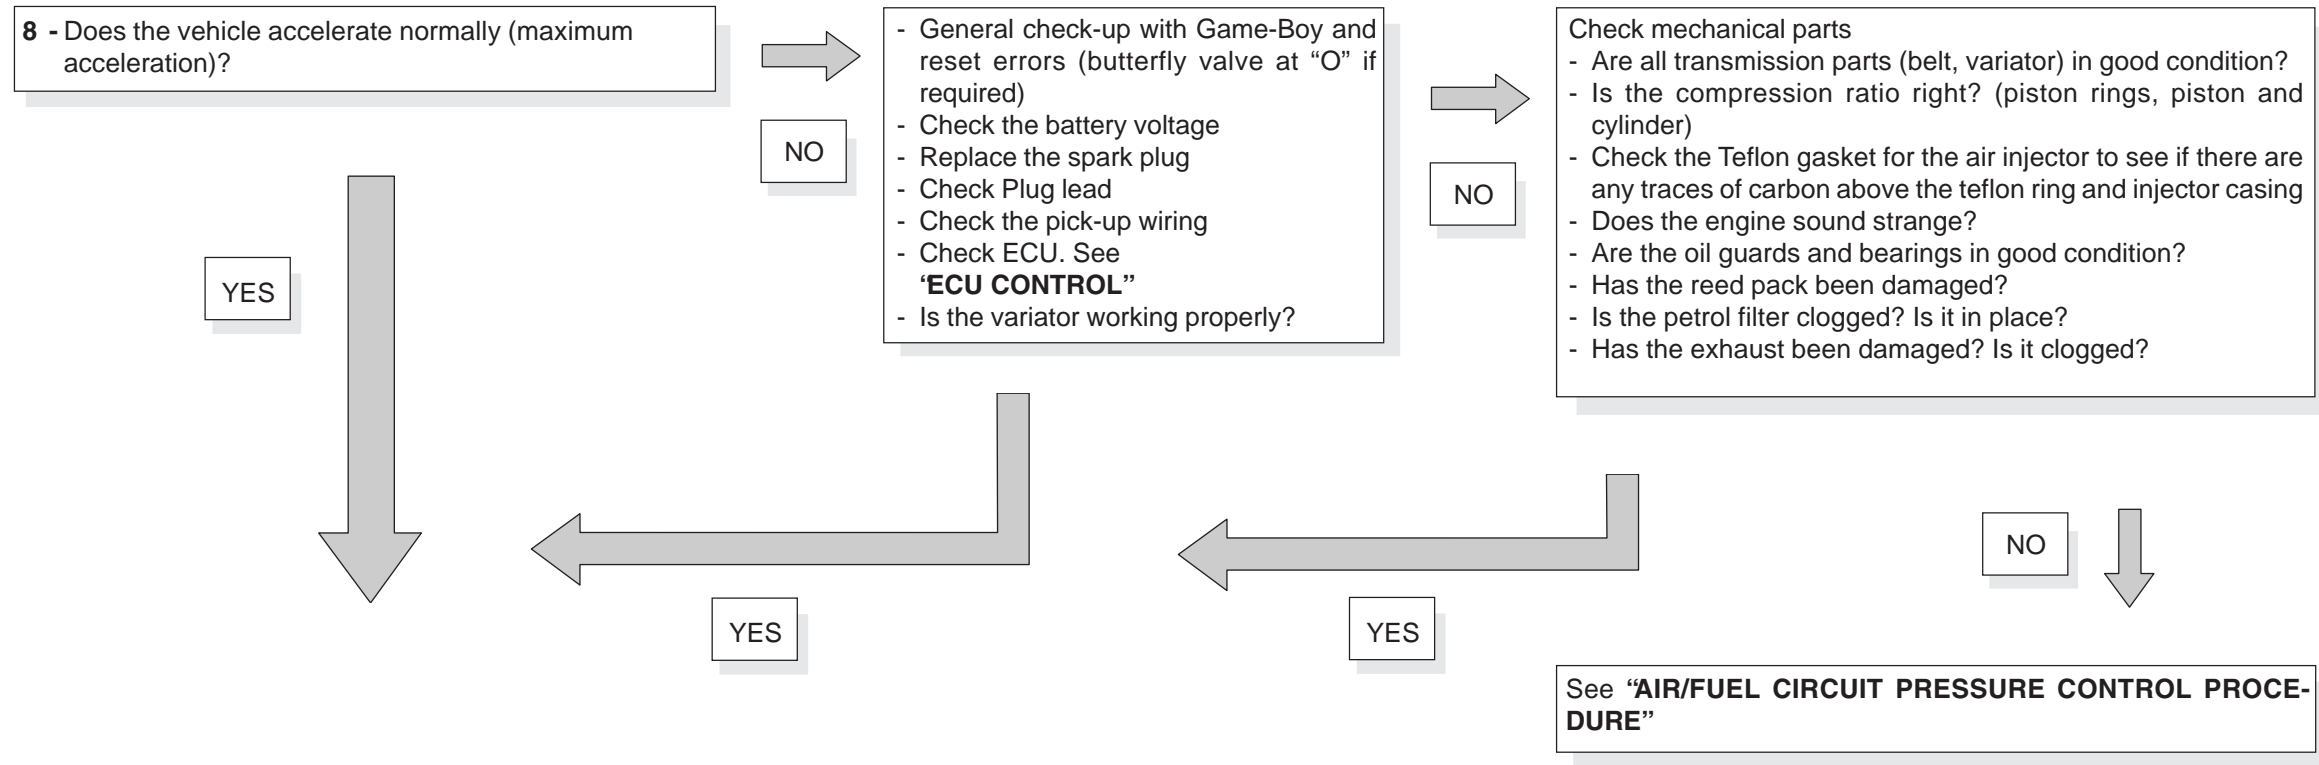 8 - Does the vehicle accelerate normally (maximum
acceleration)?
NO
- General check-up with Game-Boy and
reset errors (butterfly valve at “O” if
required)
- Check the battery voltage
- Replace the spark plug
- Check Plug lead
- Check the pick-up wiring
- Check ECU. See
“ECU CONTROL”
- Is the variator working properly?
NO
Check mechanical parts
- Are all transmission parts (belt, variator) in good condition?
- Is the compression ratio right? (piston rings, piston and
cylinder)
- Check the Teflon gasket for the air injector to see if there are
any traces of carbon above the teflon ring and injector casing
- Does the engine sound strange?
- Are the oil guards and bearings in good condition?
- Has the reed pack been damaged?
- Is the petrol filter clogged? Is it in place?
- Has the exhaust been damaged? Is it clogged?
YES
YES
YES
NO
See “AIR/FUEL CIRCUIT PRESSURE CONTROL PROCE-
DURE”